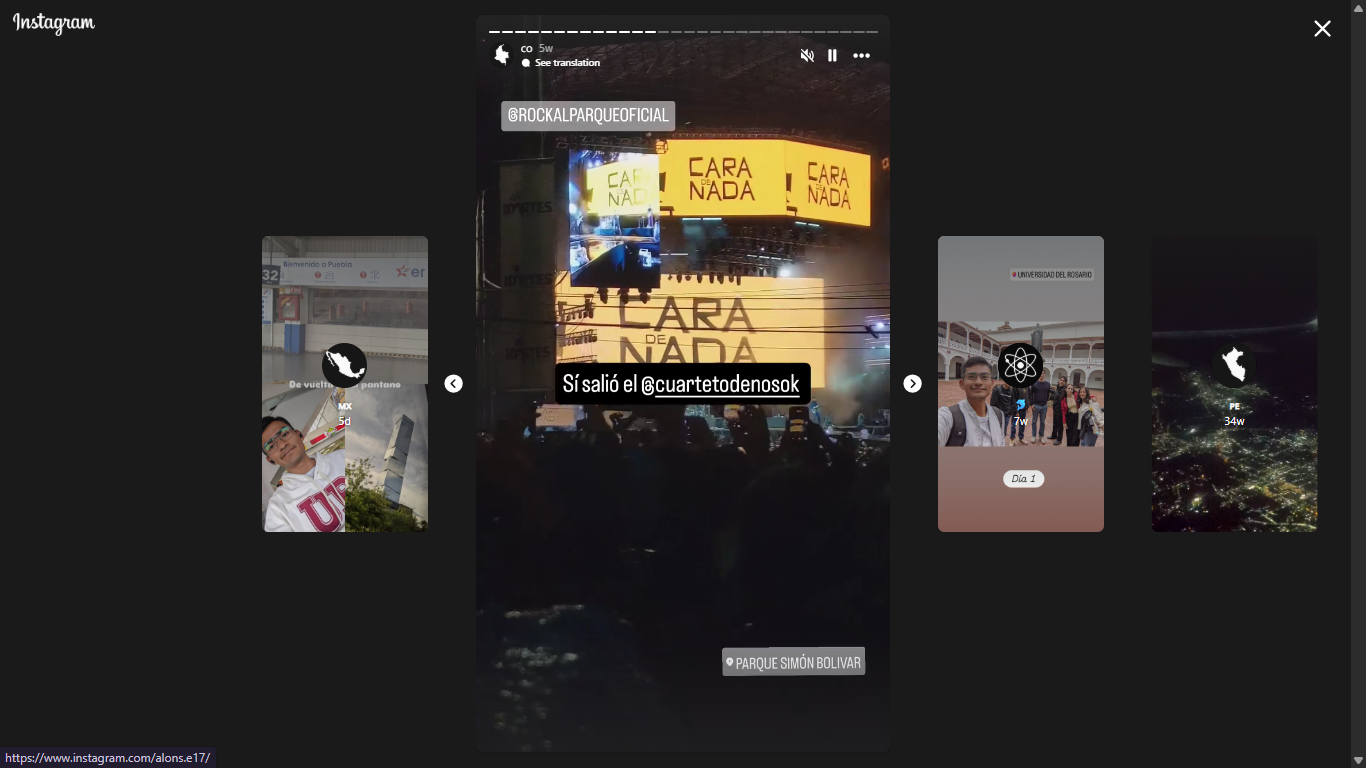 Instagram
co 5w
See translation
@ROCKALPARQUEOFICIAL
CARA
DE
NADA
CARA
DE
NADA
CARA
NADA
CARA
DE
NADA
Sí salió el @cuartetodenosok
PARQUE SIMÓN BOLIVAR
32
Bienvenido a Puebla
er
De vuelta
pantano
MX
5d
UNIVERSIDAD DEL ROSARIO
7w
Día 1
PE
34w
https://www.instagram.com/alons.e17/